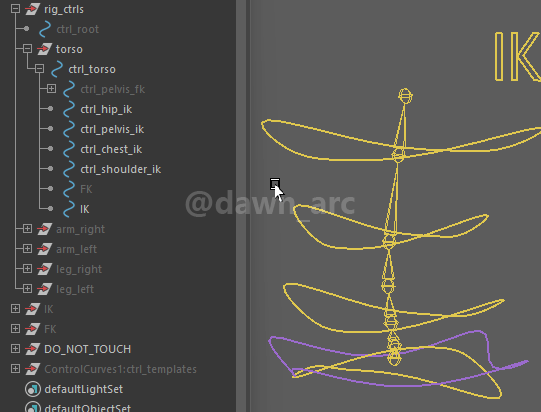 rig_ctrls
ctrl_root
torso
ctrl_torso
ctrl_pelvis_fk
ctrl_hip_ik
ctrl_pelvis_ik
ctrl_chest_ik
ctrl_shoulder_ik
FK
IK
arm_right
arm_left
leg_right
leg_left
IK
FK
DO_NOT_TOUCH
ControlCurves1:ctrl_templates
defaultLightSet
defaultObjectSet
IK
@dawn_arc